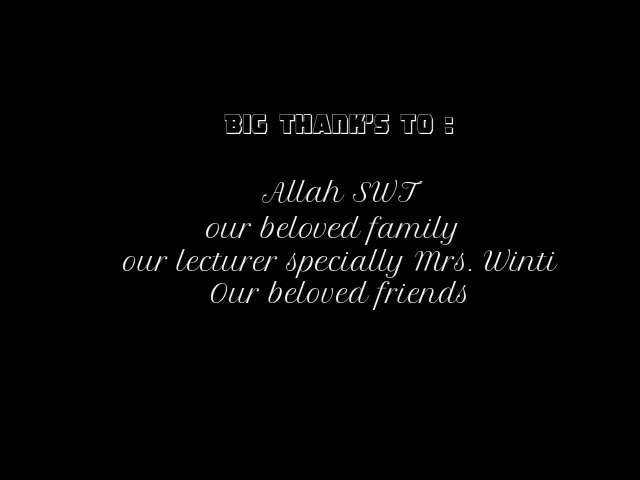 BIG THANK'S TO :
Allah SWT
our beloved family
our lecturer specially Mrs. Winti
Our beloved friends